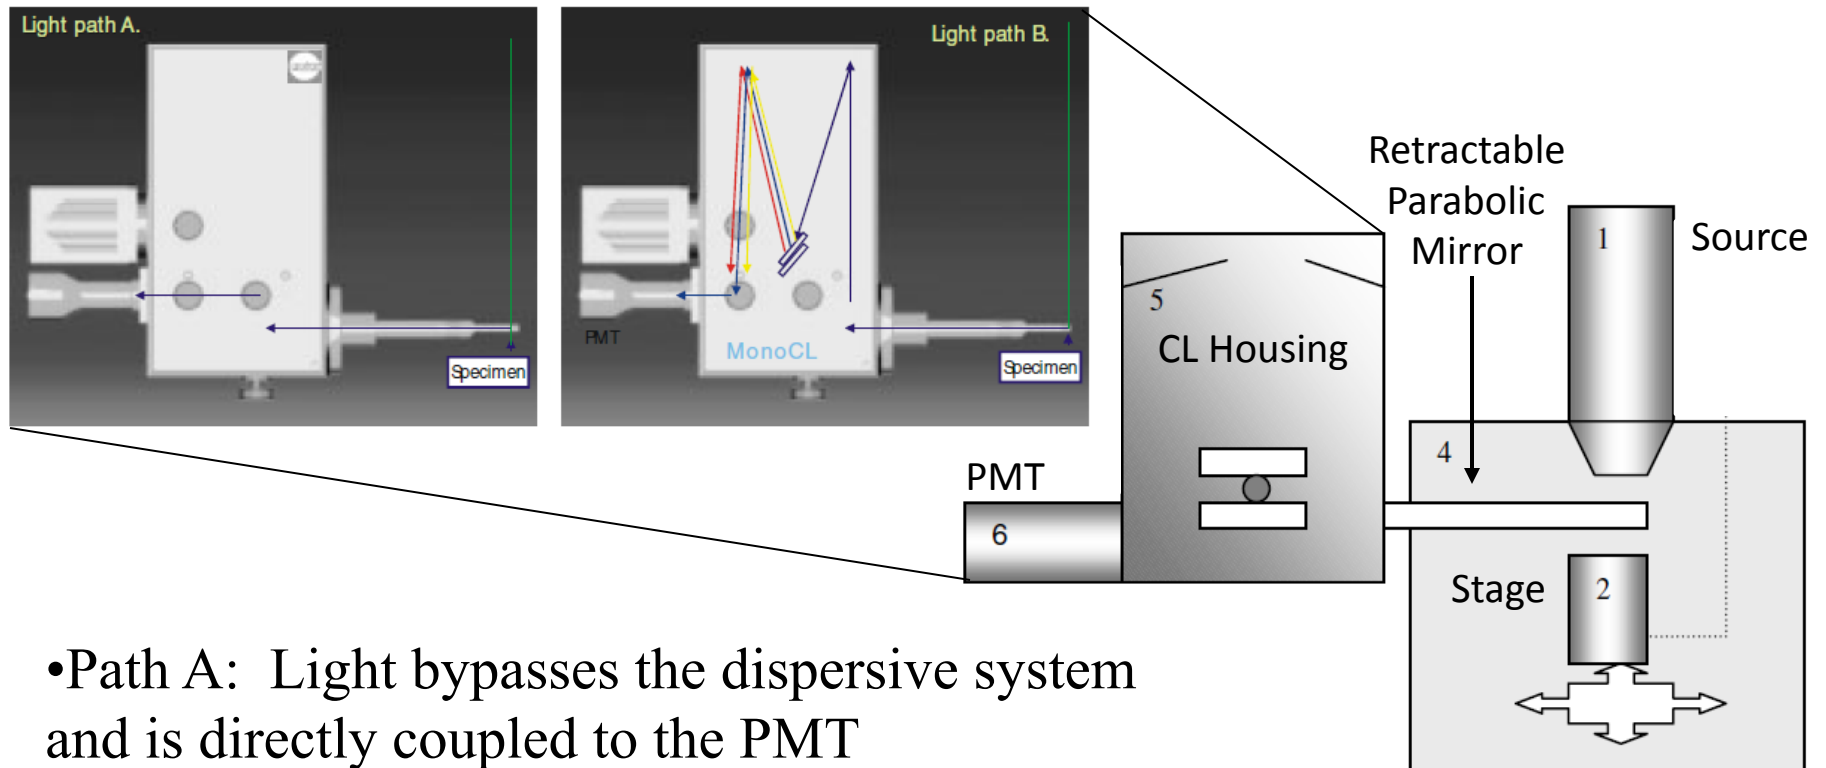 Light path A.
Light path B.
PMT
MonoCL
Specimen
Specimen
Retractable
Parabolic
Mirror
1
Source
5
CL Housing
4
PMT
6
Stage
2
•Path A:  Light bypasses the dispersive system
and is directly coupled to the PMT